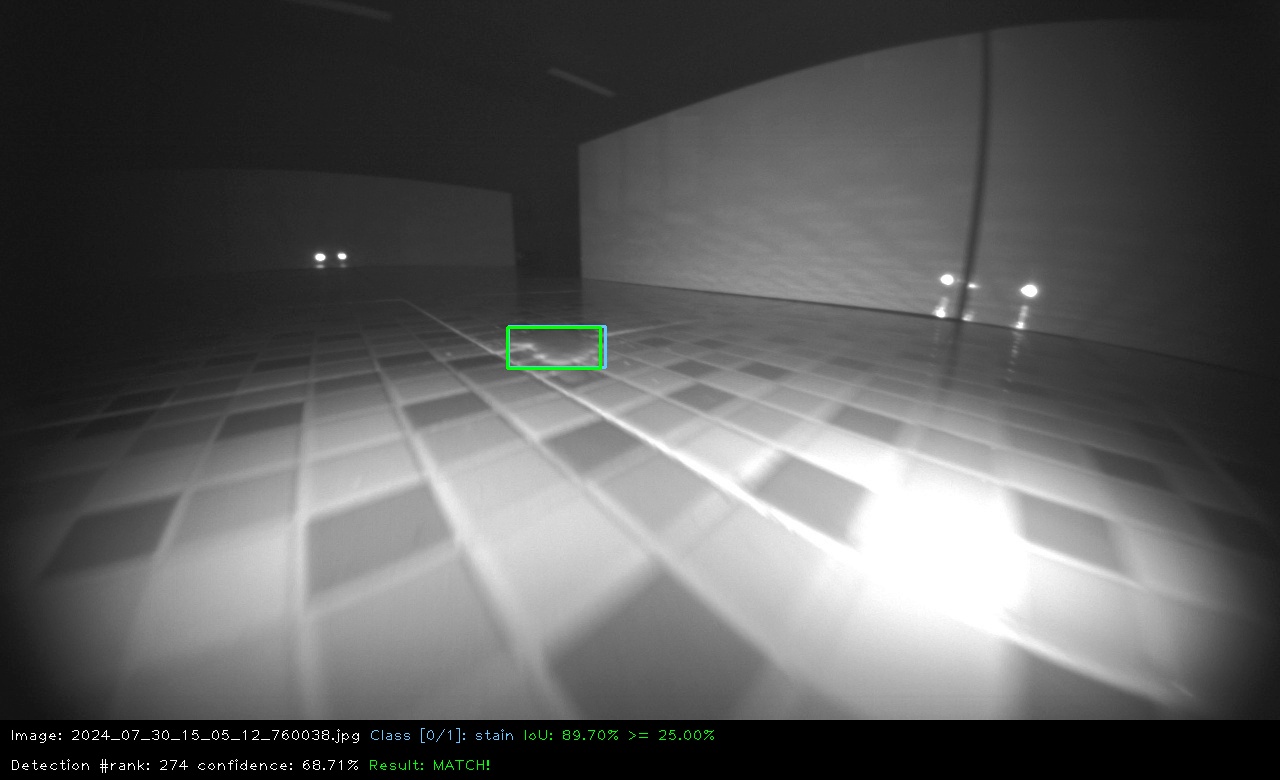 Image: 2024_07_30_15_05_12_760038.jpg Class [0/1]: stain IoU: 89.70% >= 25.00%
Detection #rank: 274 confidence: 68.71% Result: MATCH!